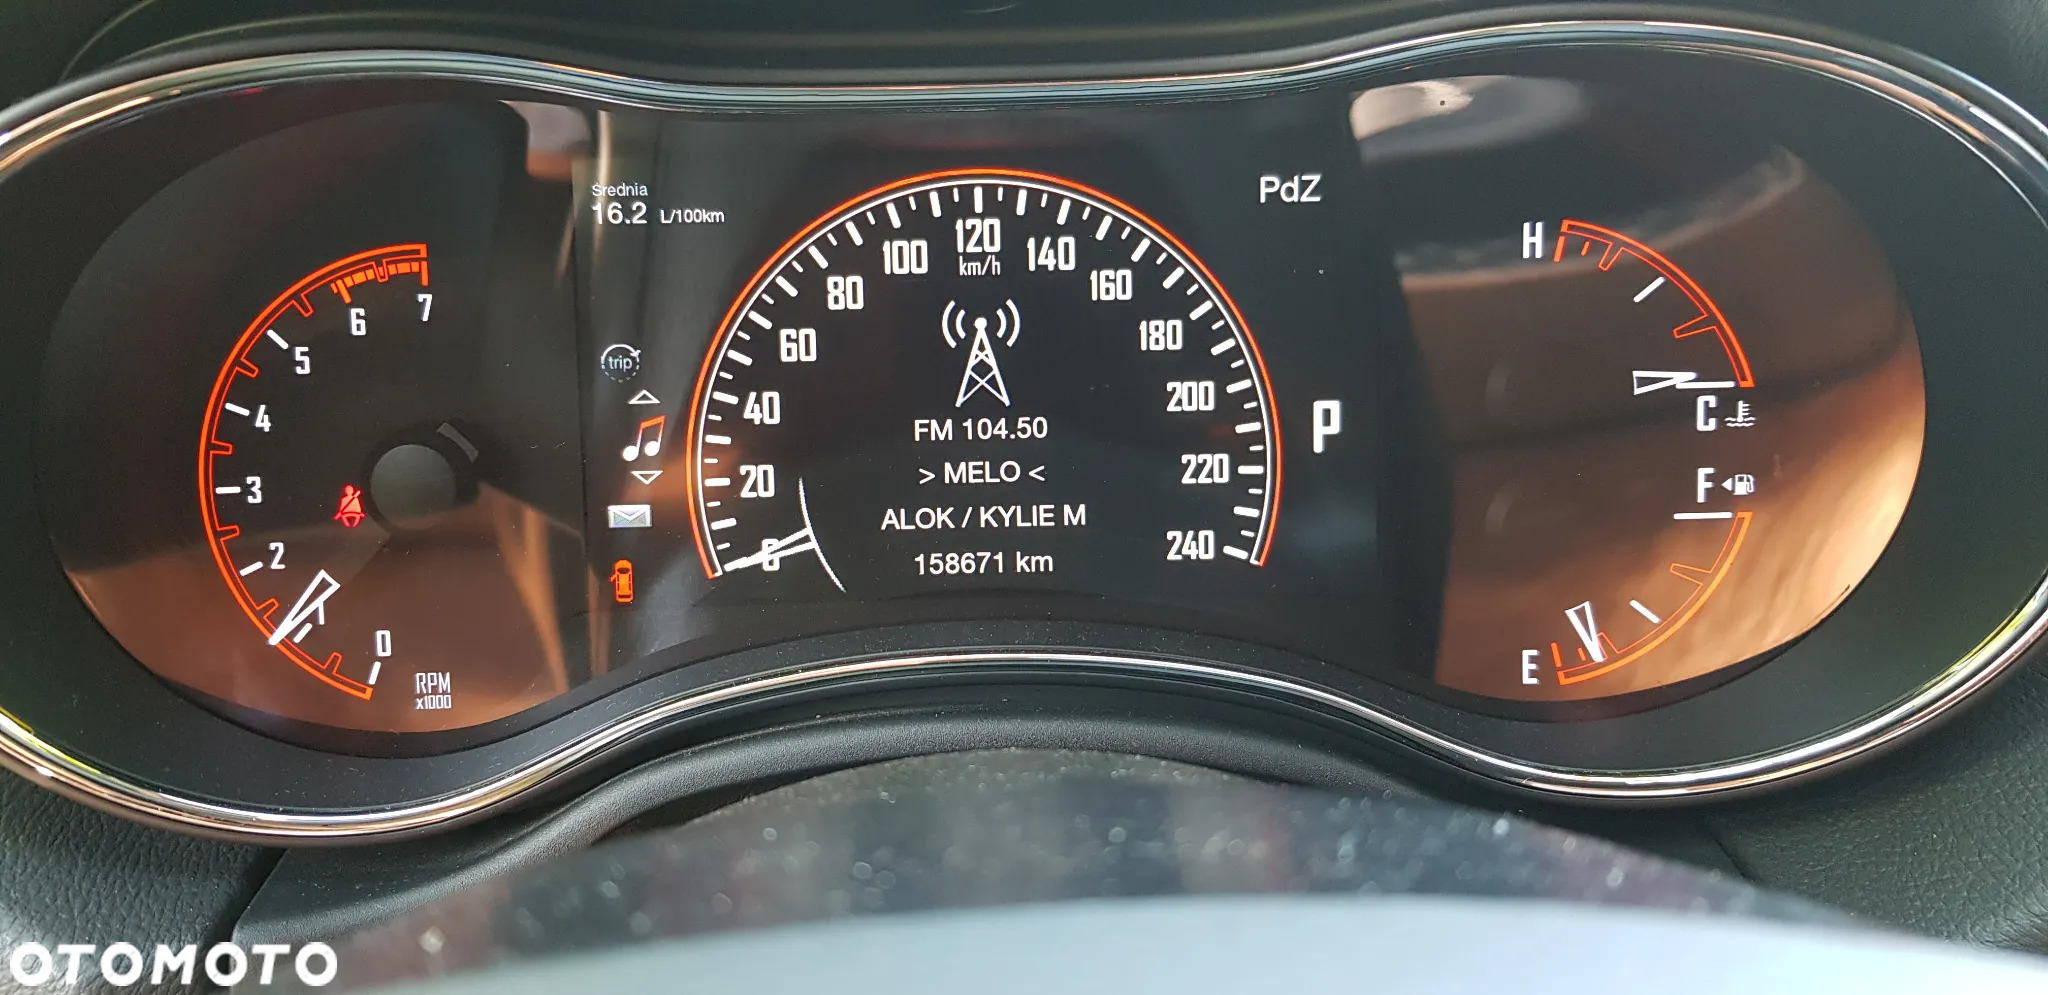 Średnia
16.2 L/100km
PdZ
0
2
3
4
5
6
7
RPM
x1000
trip
0
20
40
60
80
100
120
km/h
140
160
180
200
220
240
FM 104.50
> MELO <
ALOK / KYLIE M
158671 km
P
H
C
F
E
OTOMOTO